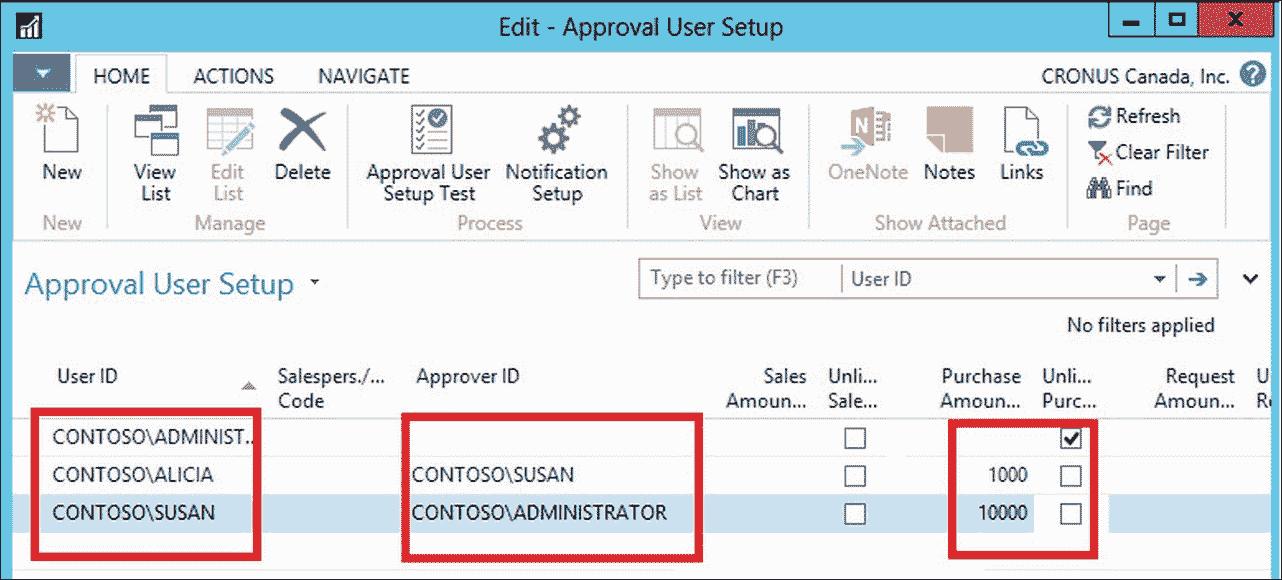 Edit - Approval User Setup
HOME ACTIONS NAVIGATE CRONUS Canada, Inc.
New
View List
Edit List
Delete
Approval User Setup Test
Notification Setup
Show as List
Show as Chart
OneNote
Notes
Links
Refresh
Clear Filter
Find
New Manage Process View Show Attached Page
Approval User Setup
Type to filter (F3) User ID
No filters applied
User ID Salespers./... Approver ID Sales Unli... Purchase Unli... Request U
Code Amoun... Sale... Amoun... Purc... Amoun... Re
CONTOSO\ADMINIST...
CONTOSO\ALICIA CONTOSO\SUSAN 1000
CONTOSO\SUSAN CONTOSO\ADMINISTRATOR 10000